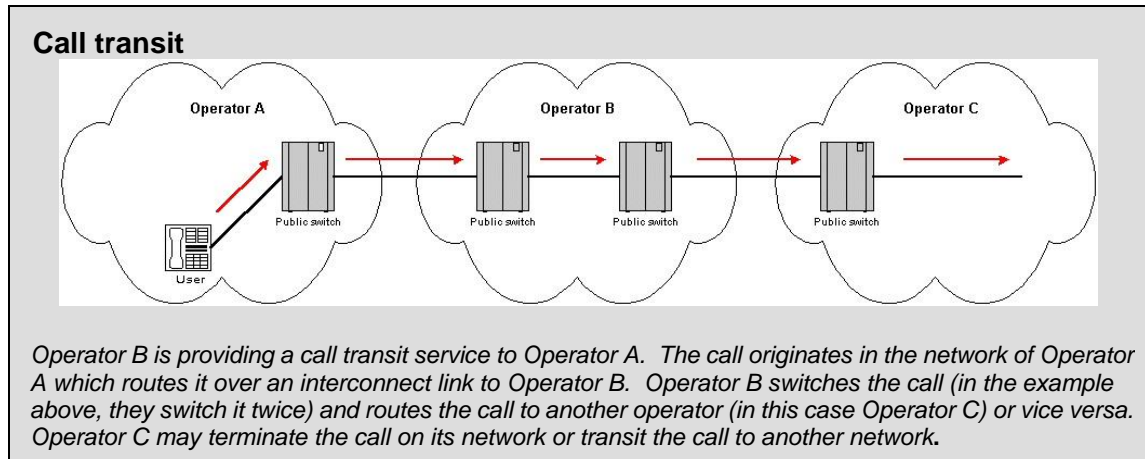 Call transit
Operator A
Operator B
Operator C
Public switch
Public switch
Public switch
Public switch
User
Operator B is providing a call transit service to Operator A. The call originates in the network of Operator
A which routes it over an interconnect link to Operator B. Operator B switches the call (in the example
above, they switch it twice) and routes the call to another operator (in this case Operator C) or vice versa.
Operator C may terminate the call on its network or transit the call to another network.